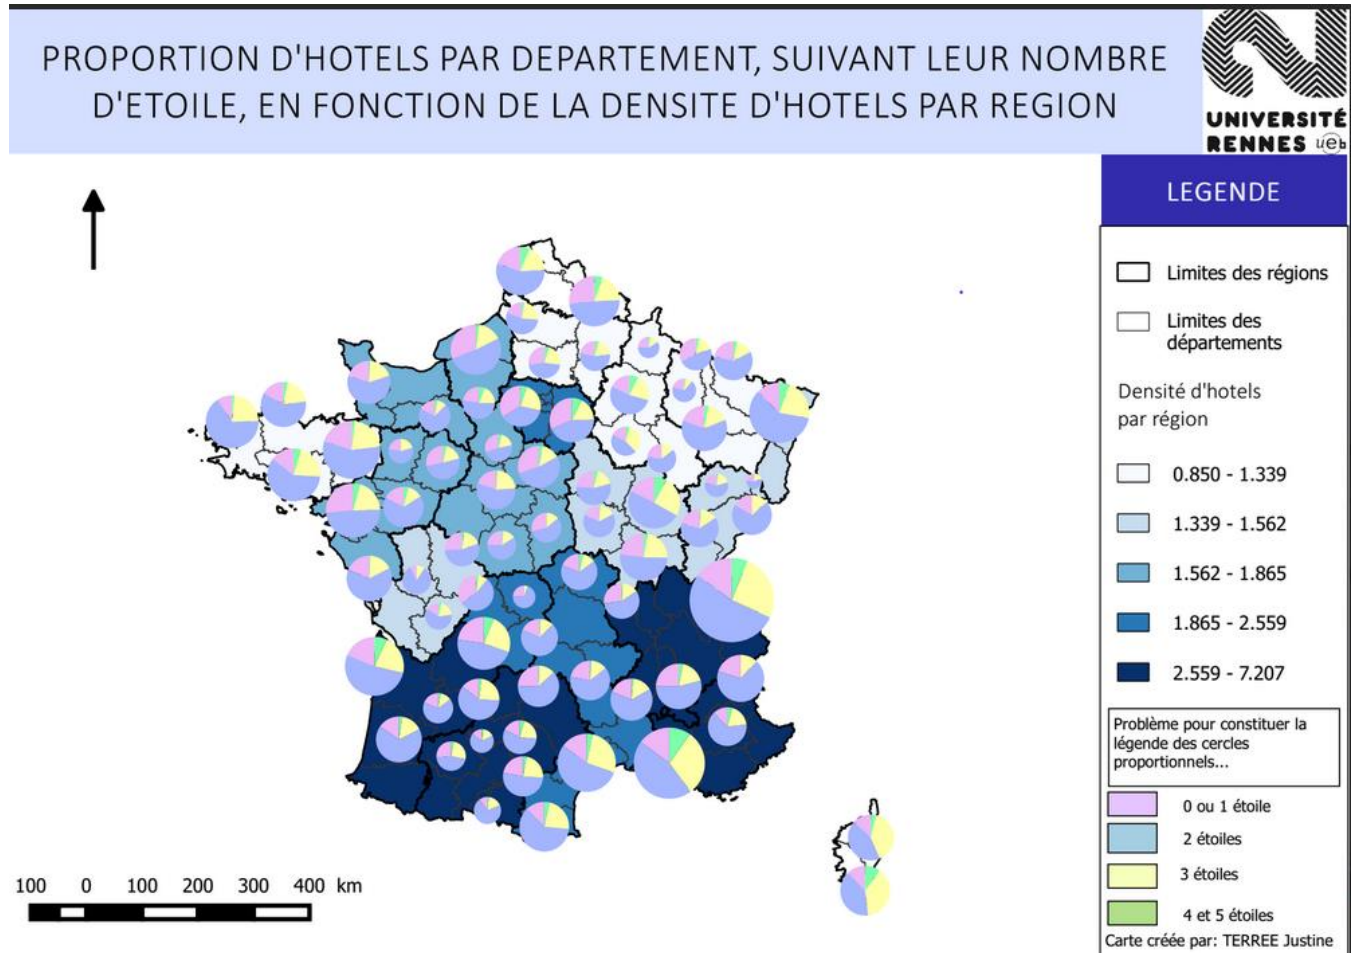 PROPORTION D'HOTELS PAR DEPARTEMENT, SUIVANT LEUR NOMBRE
D'ETOILE, EN FONCTION DE LA DENSITE D'HOTELS PAR REGION
UNIVERSITÉ
RENNES ueb
LEGENDE
Limites des régions
Limites des
départements
Densité d'hotels
par région
0.850 - 1.339
1.339 - 1.562
1.562 - 1.865
1.865 - 2.559
2.559 - 7.207
Problème pour constituer la
légende des cercles
proportionnels...
0 ou 1 étoile
2 étoiles
3 étoiles
4 et 5 étoiles
Carte créée par: TERREE Justine
100 0 100 200 300 400 km